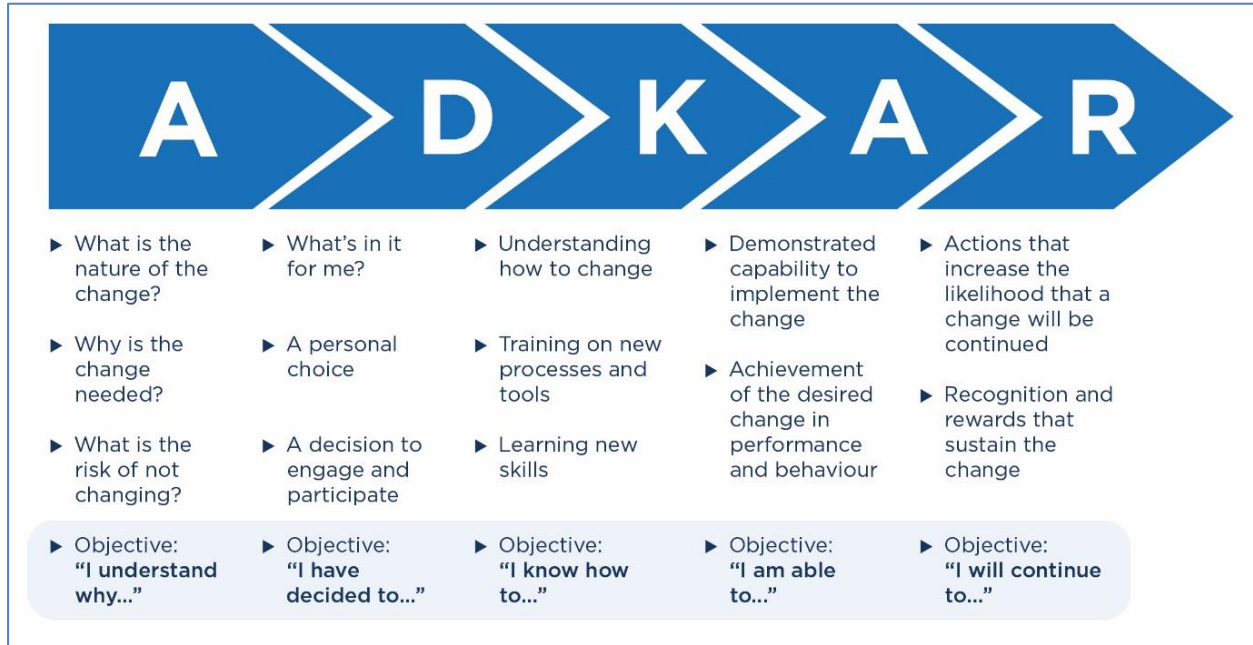 A
D
K
A
R
► What is the
nature of the
change?
► Why is the
change
needed?
► What is the
risk of not
changing?
► Objective:
“I understand
why...”
► What’s in it
for me?
► A personal
choice
► A decision to
engage and
participate
► Objective:
“I have
decided to...”
► Understanding
how to change
► Training on new
processes and
tools
► Learning new
skills
► Objective:
“I know how
to...”
► Demonstrated
capability to
implement the
change
► Achievement
of the desired
change in
performance
and behaviour
► Objective:
“I am able
to...”
► Actions that
increase the
likelihood that a
change will be
continued
► Recognition and
rewards that
sustain the
change
► Objective:
“I will continue
to...”